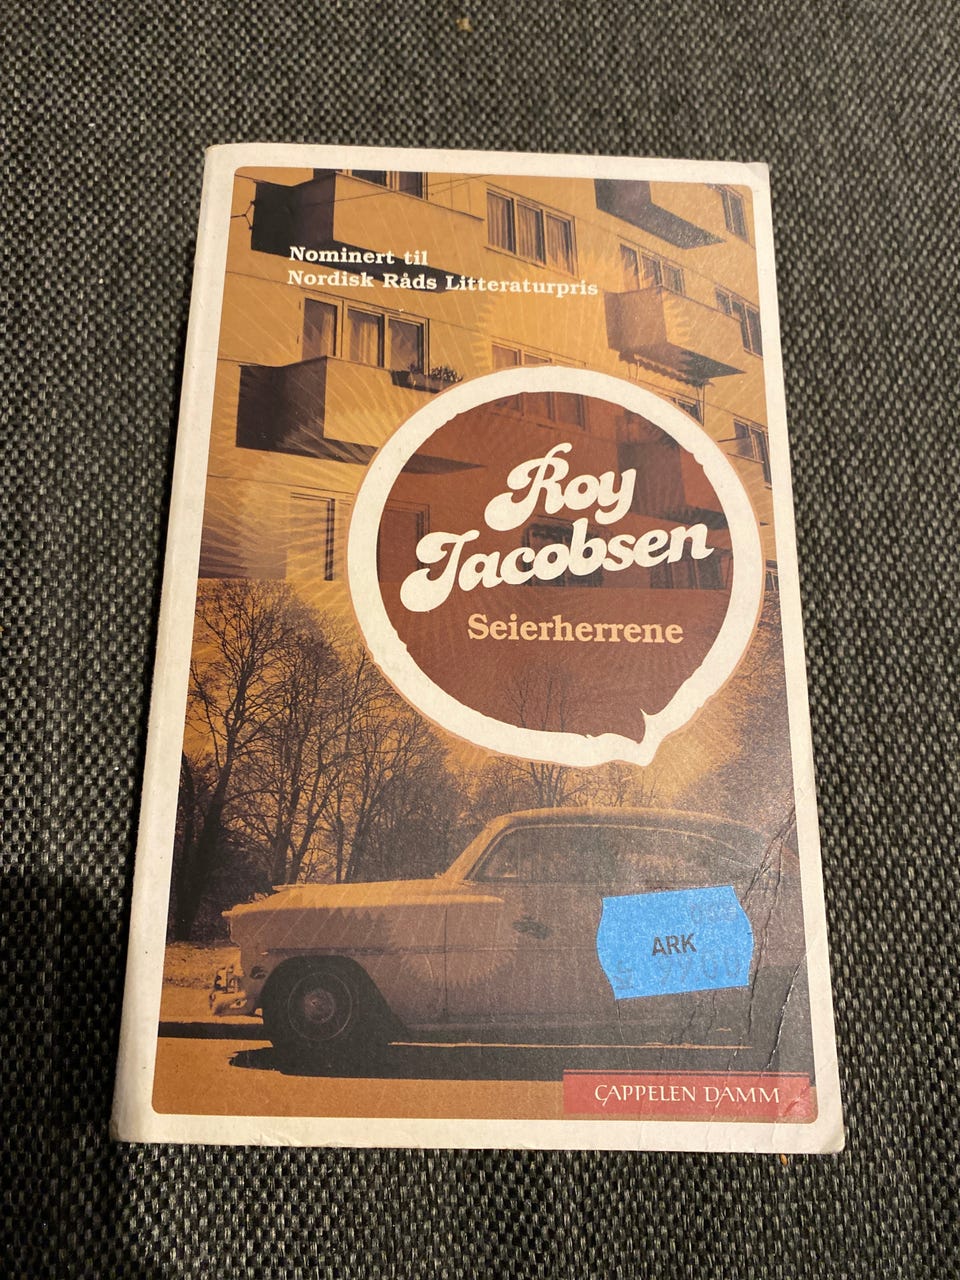 Nominert til
Nordisk Råds Litteraturpris
Roy
Jacobsen
Seierherrene
ARK
CAPPELEN DAMM